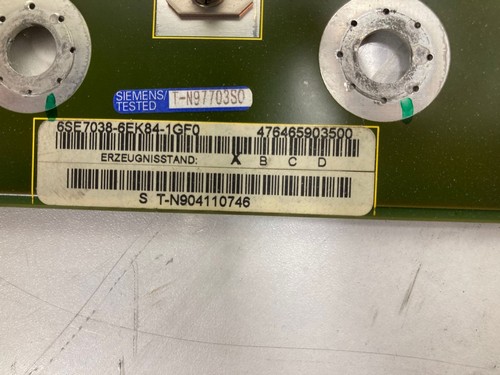 SIEMENS/
TESTED
T-N97703S0
6SE7038-6EK84-1GF0 476465903500
ERZEUGNISSTAND: X B C D
S T-N904110746